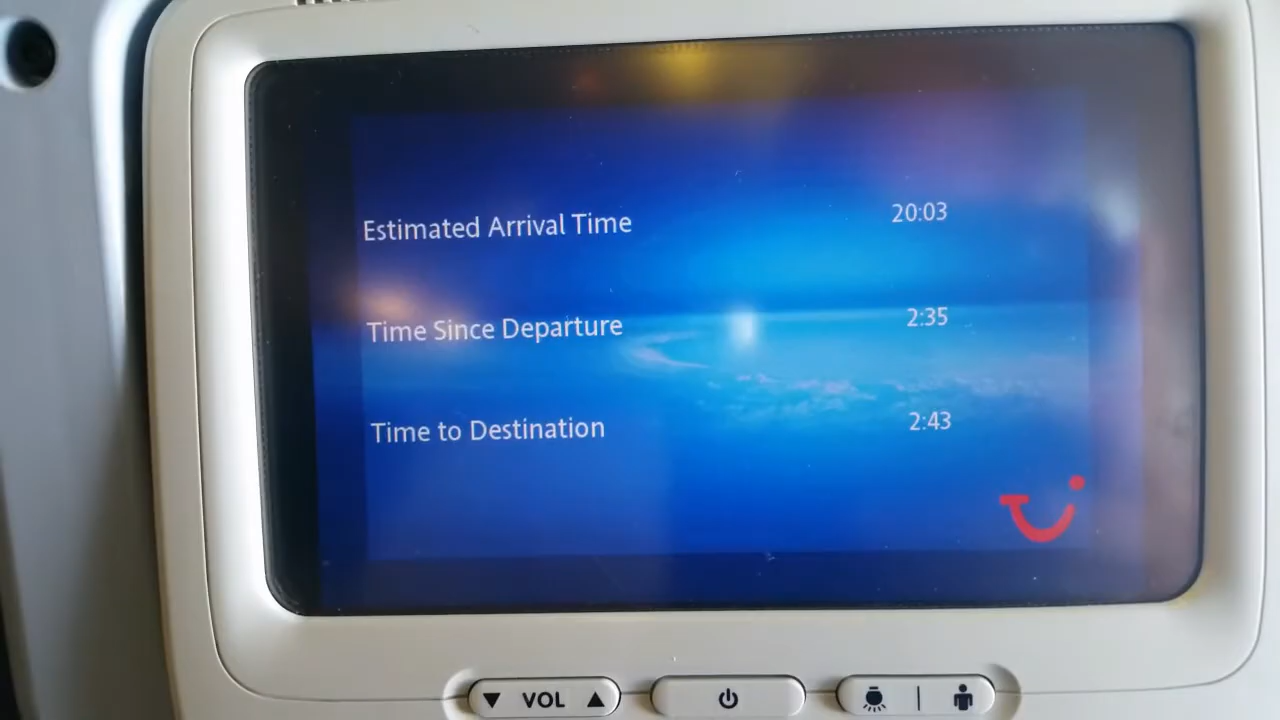 Estimated Arrival Time 20:03
Time Since Departure 2:35
Time to Destination 2:43
VOL